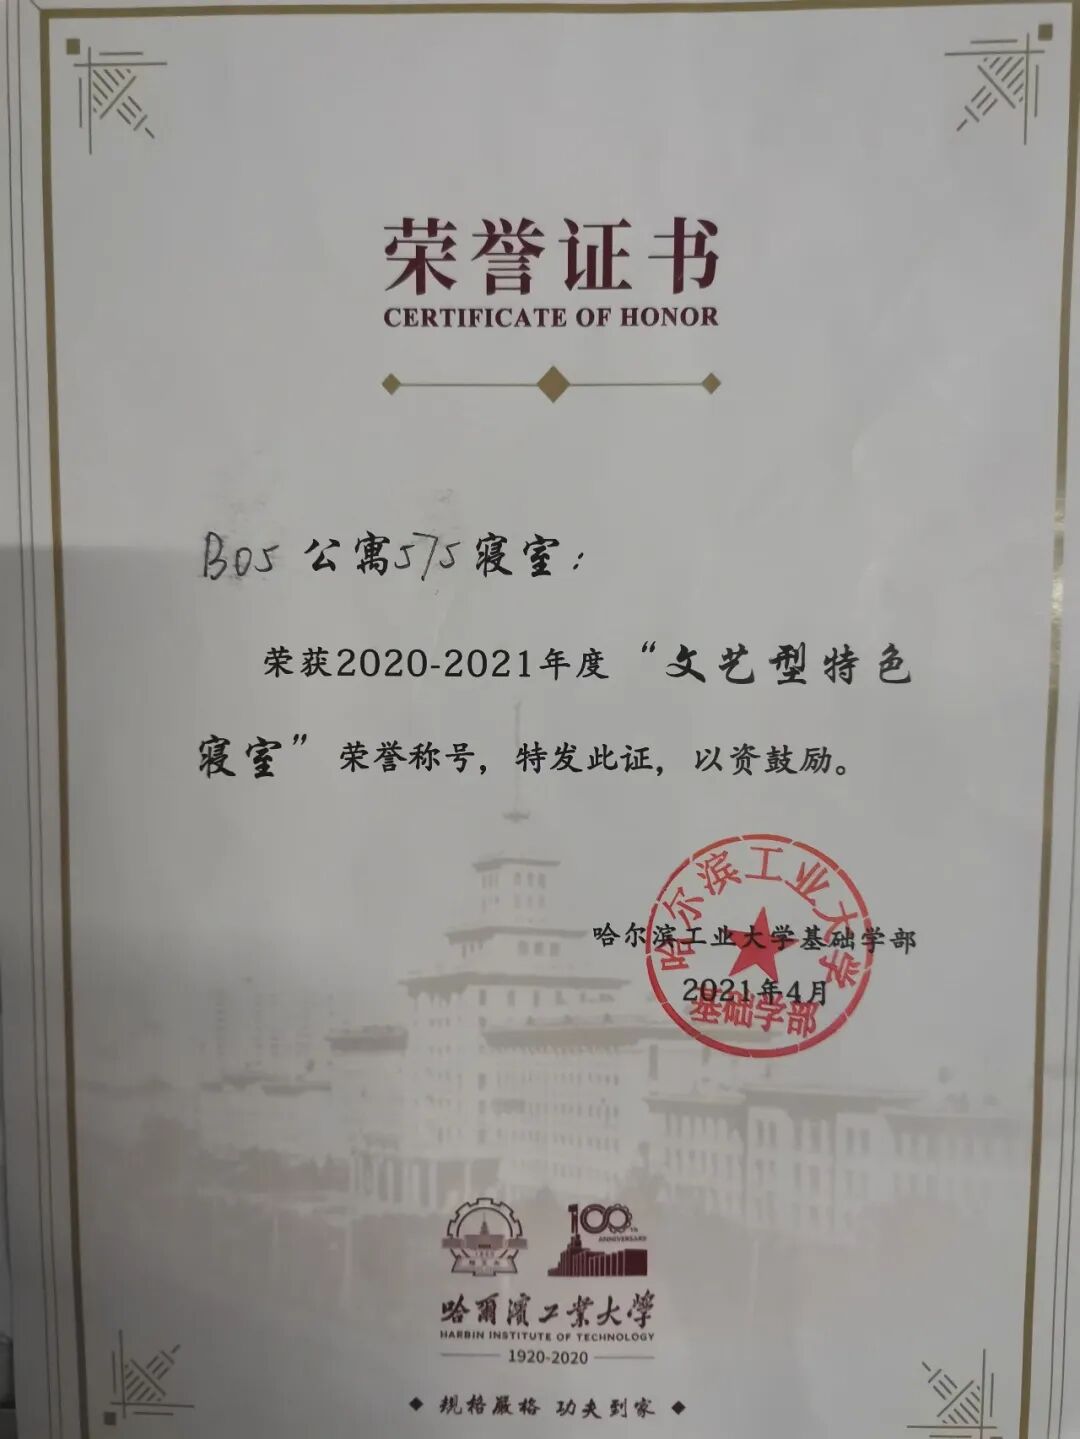 荣誉证书
CERTIFICATE OF HONOR
B05 公寓575寝室：
荣获2020-2021年度“文艺型特色
寝室”荣誉称号，特发此证，以资鼓励。
哈尔滨工业大学
哈尔滨工业大学基础学部
2021年4月
基础学部
100TH
ANNIVERSARY
1920
哈爾濱工業大學
HARBIN INSTITUTE OF TECHNOLOGY
1920-2020
規格嚴格 功夫到家